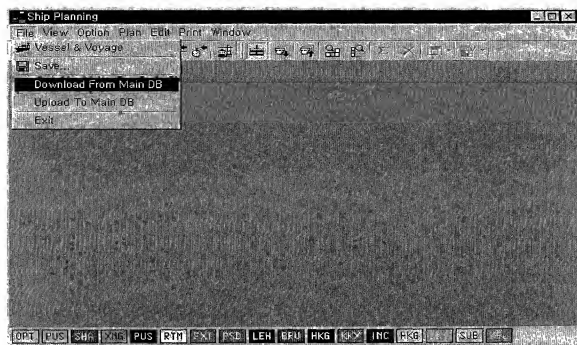 Ship Planning
File View Option Plan Edit Print Window
Vessel & Voyage
Save...
Download From Main DB
Upload To Main DB
Exit
OPT PUS SHA XNG PUS RTM FXT PSD LEH BRU HKG INC HKG SUB